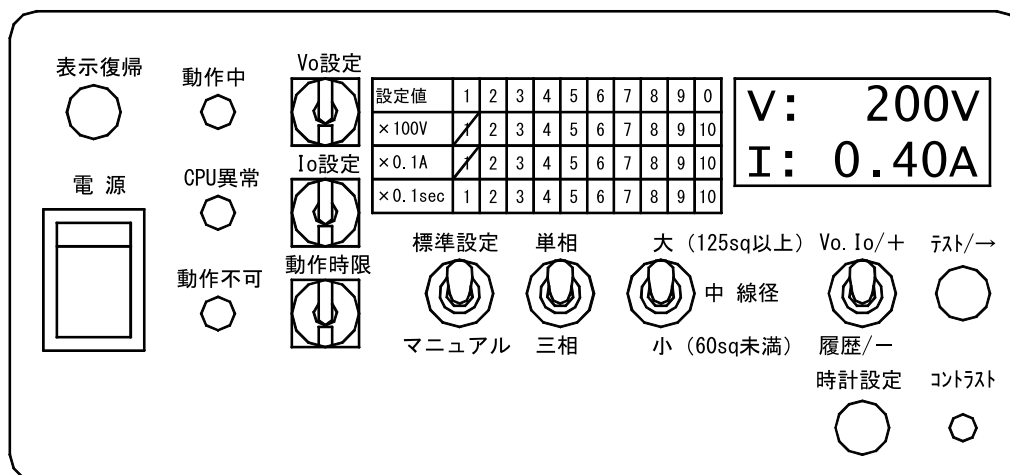 表示復帰
動作中
Vo設定
電 源
CPU異常
Io設定
動作不可
動作時限
設定値 1 2 3 4 5 6 7 8 9 0
×100V 1 2 3 4 5 6 7 8 9 10
×0.1A 1 2 3 4 5 6 7 8 9 10
×0.1sec 1 2 3 4 5 6 7 8 9 10
V: 200V
I: 0.40A
標準設定
マニュアル
単相
三相
大 (125sq以上)
中 線径
小 (60sq未満)
Vo.Io/+
履歴/−
ﾃｽﾄ/→
時計設定
ｺﾝﾄﾗｽﾄ